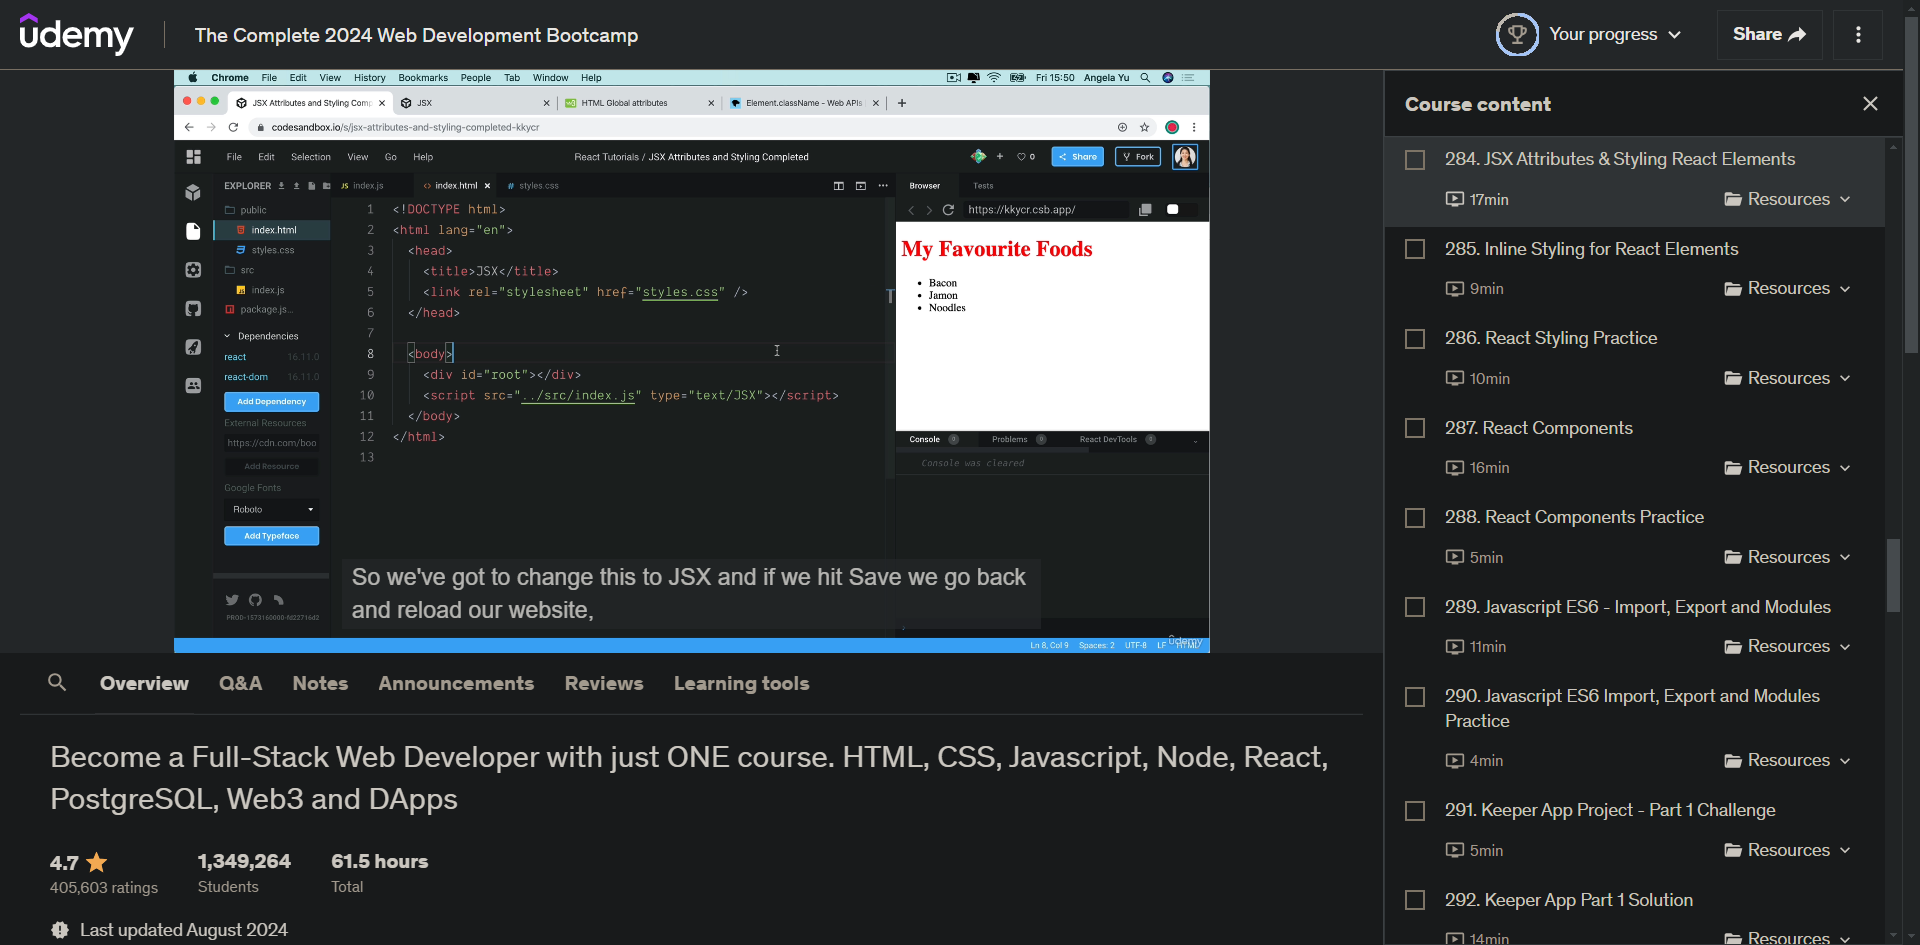 ûdemy
The Complete 2024 Web Development Bootcamp
Your progress
Share
Chrome File Edit View History Bookmarks People Tab Window Help
Fri 15:50 Angela Yu
JSX Attributes and Styling Comp
JSX
HTML Global attributes
Element.className - Web APIs
codesandbox.io/s/jsx-attributes-and-styling-completed-kkycr
File Edit Selection View Go Help
React Tutorials / JSX Attributes and Styling Completed
0
Share
Fork
EXPLORER
public
index.html
styles.css
src
index.js
package.js...
Dependencies
react 16.11.0
react-dom 16.11.0
Add Dependency
External Resources
https://cdn.com/boo
Add Resource
Google Fonts
Roboto
Add Typeface
PROD-1573160000-fd22716d2
index.js
index.html
styles.css
1 <!DOCTYPE html>
2 <html lang="en">
3 <head>
4 <title>JSX</title>
5 <link rel="stylesheet" href="styles.css" />
6 </head>
7
8 <body>
9 <div id="root"></div>
10 <script src="../src/index.js" type="text/JSX"></script>
11 </body>
12 </html>
13
Browser Tests
https://kkycr.csb.app/
My Favourite Foods
Bacon
Jamon
Noodles
Console 0 Problems 0 React DevTools 0
Console was cleared
So we've got to change this to JSX and if we hit Save we go back
and reload our website,
Ln 8, Col 9 Spaces: 2 UTF-8 LF HTML
ûdemy
Overview Q&A Notes Announcements Reviews Learning tools
Become a Full-Stack Web Developer with just ONE course. HTML, CSS, Javascript, Node, React,
PostgreSQL, Web3 and DApps
4.7 1,349,264 61.5 hours
405,603 ratings Students Total
Last updated August 2024
Course content
284. JSX Attributes & Styling React Elements
17min Resources
285. Inline Styling for React Elements
9min Resources
286. React Styling Practice
10min Resources
287. React Components
16min Resources
288. React Components Practice
5min Resources
289. Javascript ES6 - Import, Export and Modules
11min Resources
290. Javascript ES6 Import, Export and Modules
Practice
4min Resources
291. Keeper App Project - Part 1 Challenge
5min Resources
292. Keeper App Part 1 Solution
14min Resources